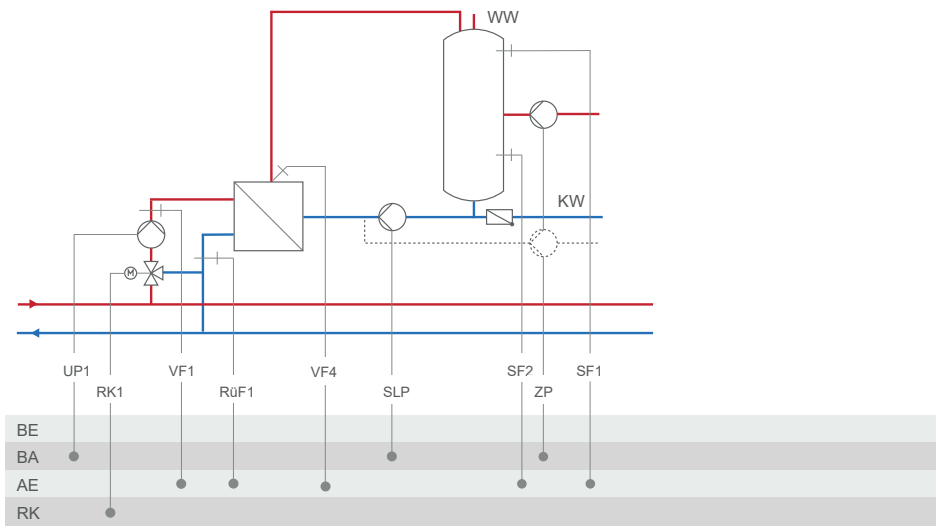 WW
KW
M
UP1 VF1 VF4 SF2 SF1
RK1 RüF1 SLP ZP
BE
BA
AE
RK